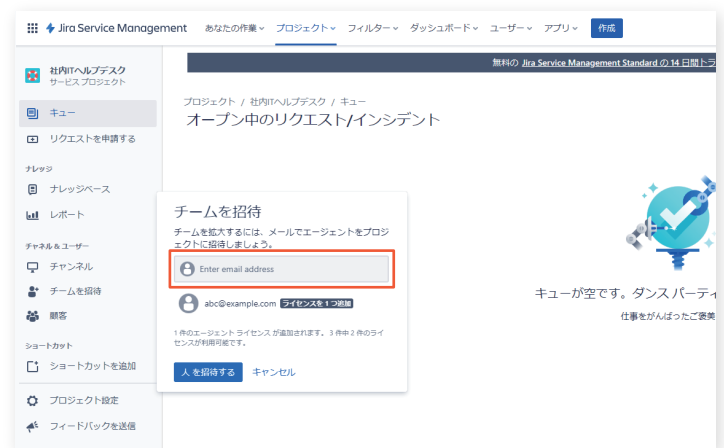 Jira Service Management あなたの作業 プロジェクト フィルター ダッシュボード ユーザー アプリ 作成
無料の Jira Service Management Standard の 14 日間トラ
社内ITヘルプデスク
サービス プロジェクト
キュー
リクエストを申請する
ナレッジ
ナレッジベース
レポート
チャネル & ユーザー
チャンネル
チームを招待
顧客
ショートカット
ショートカットを追加
プロジェクト設定
フィードバックを送信
プロジェクト / 社内ITヘルプデスク / キュー
オープン中のリクエスト/インシデント
チームを招待
チームを拡大するには、メールでエージェントをプロジ
ェクトに招待しましょう。
Enter email address
abc@example.com ライセンスを 1 つ追加
1 件のエージェント ライセンス が追加されます。 3 件中 2 件のライ
センスが利用可能です。
人 を招待する キャンセル
キューが空です。ダンス パーティ
仕事をがんばったご褒美